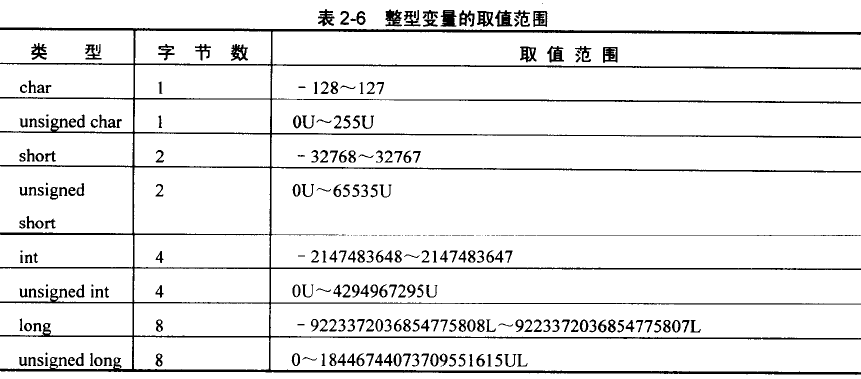 表 2-6 整型变量的取值范围
类 型 字 节 数 取 值 范 围
char 1 －128～127
unsigned char 1 0U～255U
short 2 －32768～32767
unsigned 2 0U～65535U
short
int 4 －2147483648～2147483647
unsigned int 4 0U～4294967295U
long 8 －9223372036854775808L～9223372036854775807L
unsigned long 8 0～18446744073709551615UL